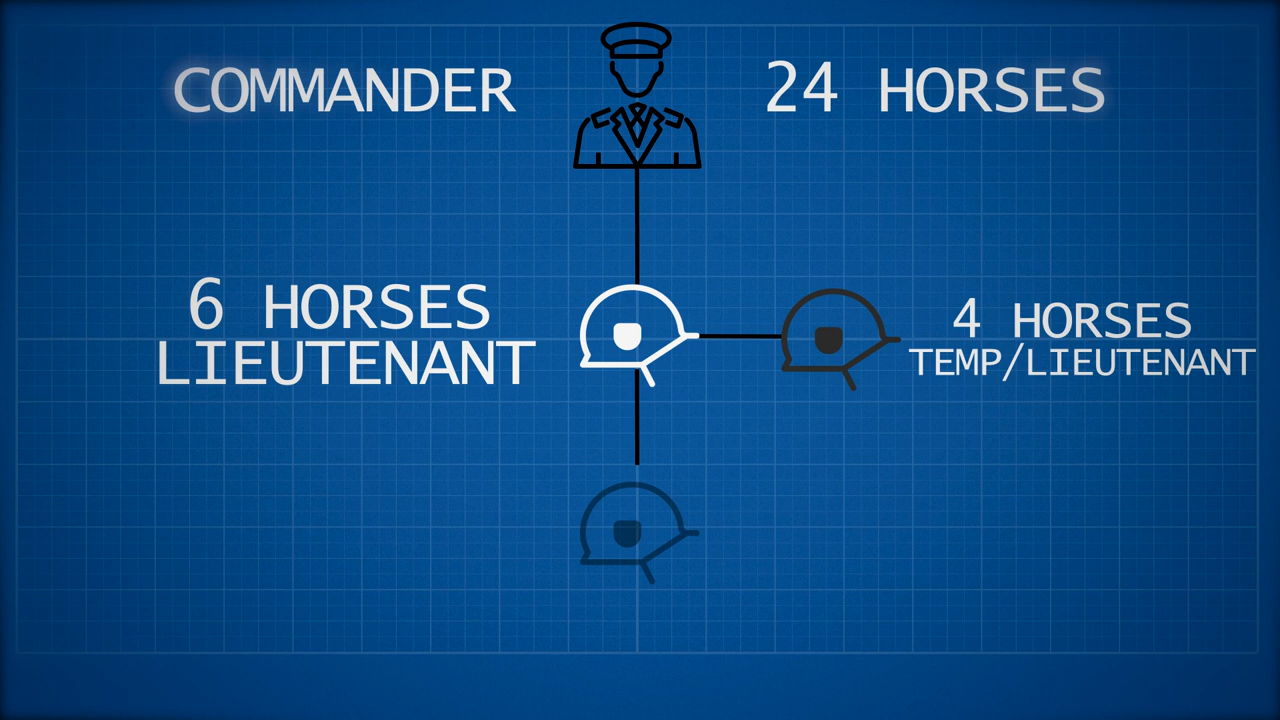 COMMANDER
24 HORSES
6 HORSES
LIEUTENANT
4 HORSES
TEMP/LIEUTENANT